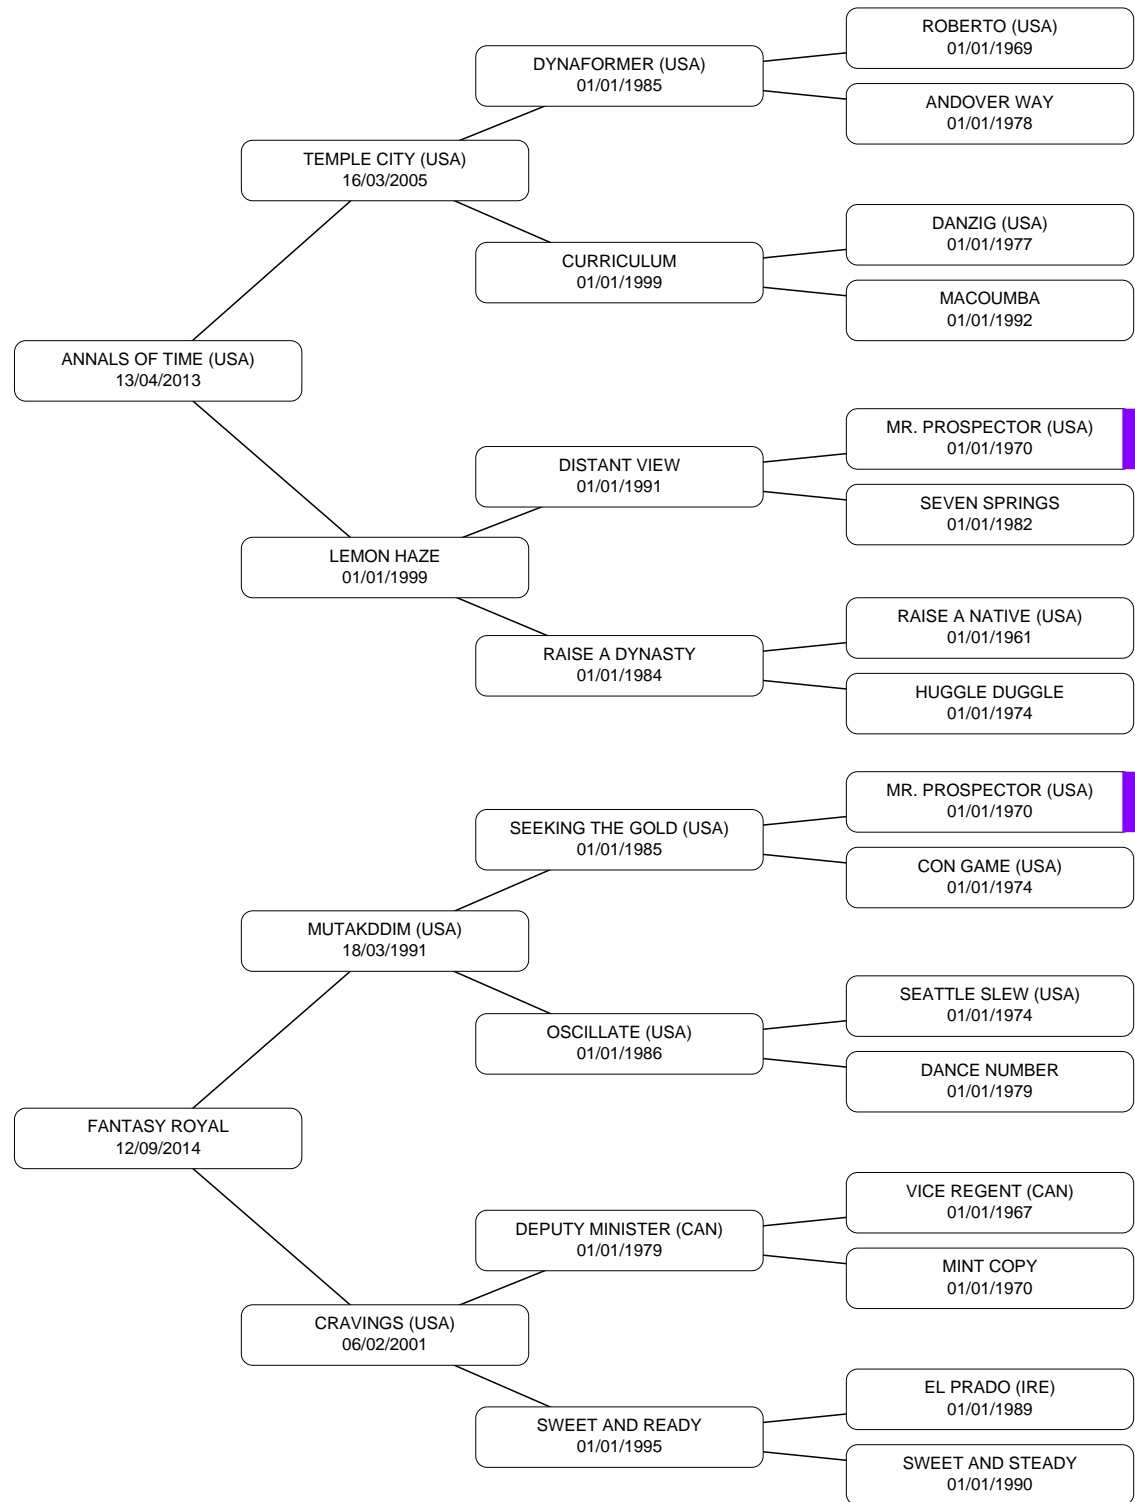 ROBERTO (USA)
01/01/1969
DYNAFORMER (USA)
01/01/1985
ANDOVER WAY
01/01/1978
TEMPLE CITY (USA)
16/03/2005
DANZIG (USA)
01/01/1977
CURRICULUM
01/01/1999
MACOUMBA
01/01/1992
ANNALS OF TIME (USA)
13/04/2013
MR. PROSPECTOR (USA)
01/01/1970
DISTANT VIEW
01/01/1991
SEVEN SPRINGS
01/01/1982
LEMON HAZE
01/01/1999
RAISE A NATIVE (USA)
01/01/1961
RAISE A DYNASTY
01/01/1984
HUGGLE DUGGLE
01/01/1974
MR. PROSPECTOR (USA)
01/01/1970
SEEKING THE GOLD (USA)
01/01/1985
CON GAME (USA)
01/01/1974
MUTAKDDIM (USA)
18/03/1991
SEATTLE SLEW (USA)
01/01/1974
OSCILLATE (USA)
01/01/1986
DANCE NUMBER
01/01/1979
FANTASY ROYAL
12/09/2014
VICE REGENT (CAN)
01/01/1967
DEPUTY MINISTER (CAN)
01/01/1979
MINT COPY
01/01/1970
CRAVINGS (USA)
06/02/2001
EL PRADO (IRE)
01/01/1989
SWEET AND READY
01/01/1995
SWEET AND STEADY
01/01/1990